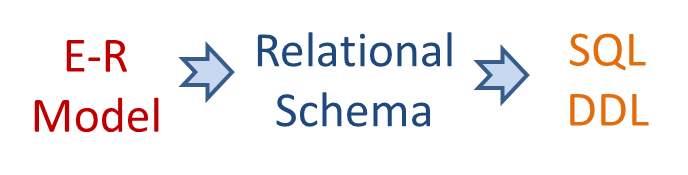 E-R
Model
Relational
Schema
SQL
DDL